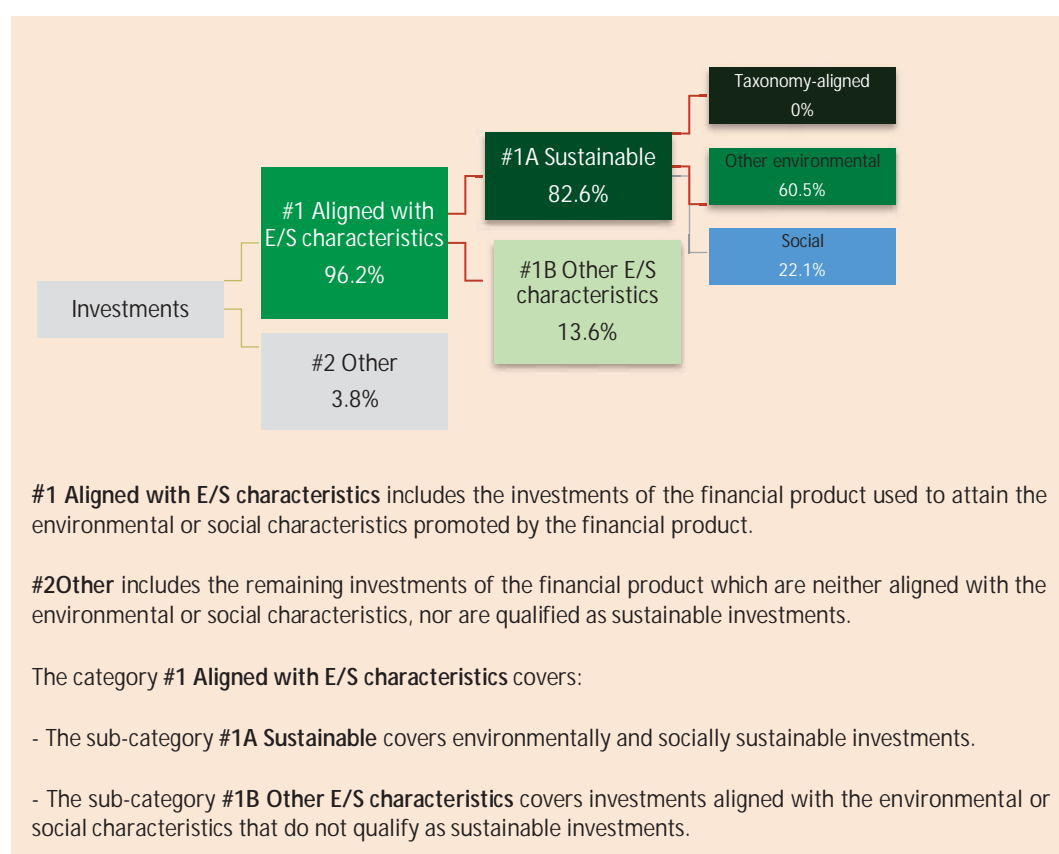 Taxonomy-aligned
0%
#1A Sustainable
82.6%
Other environmental
60.5%
#1 Aligned with
E/S characteristics
96.2%
Social
22.1%
#1B Other E/S
characteristics
13.6%
Investments
#2 Other
3.8%
#1 Aligned with E/S characteristics includes the investments of the financial product used to attain the
environmental or social characteristics promoted by the financial product.
#2Other includes the remaining investments of the financial product which are neither aligned with the
environmental or social characteristics, nor are qualified as sustainable investments.
The category #1 Aligned with E/S characteristics covers:
- The sub-category #1A Sustainable covers environmentally and socially sustainable investments.
- The sub-category #1B Other E/S characteristics covers investments aligned with the environmental or
social characteristics that do not qualify as sustainable investments.